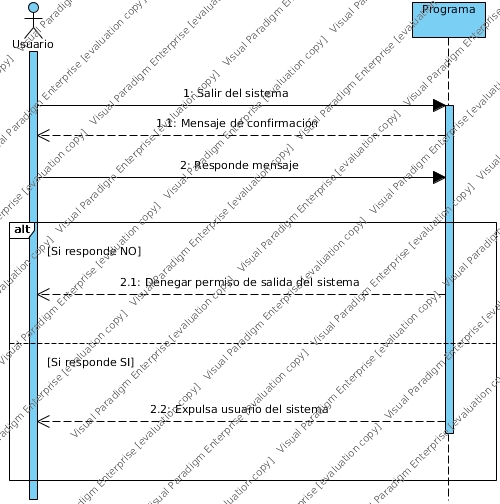 Programa
Usuario
1: Salir del sistema
1.1: Mensaje de confirmación
2: Responde mensaje
alt
[Si responde NO]
2.1: Denegar permiso de salida del sistema
[Si responde SI]
2.2: Expulsa usuario del sistema
Visual Paradigm Enterprise [evaluation copy]